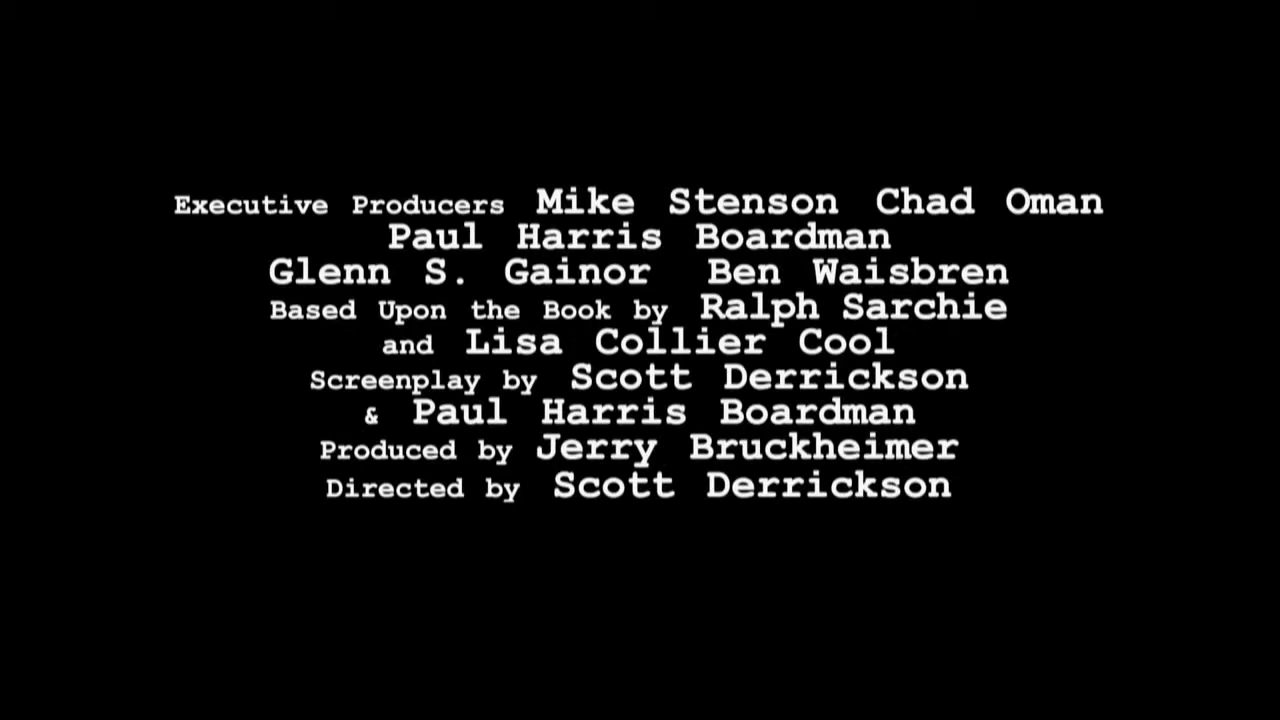 Executive Producers Mike Stenson Chad Oman
Paul Harris Boardman
Glenn S. Gainor Ben Waisbren
Based Upon the Book by Ralph Sarchie
and Lisa Collier Cool
Screenplay by Scott Derrickson
& Paul Harris Boardman
Produced by Jerry Bruckheimer
Directed by Scott Derrickson